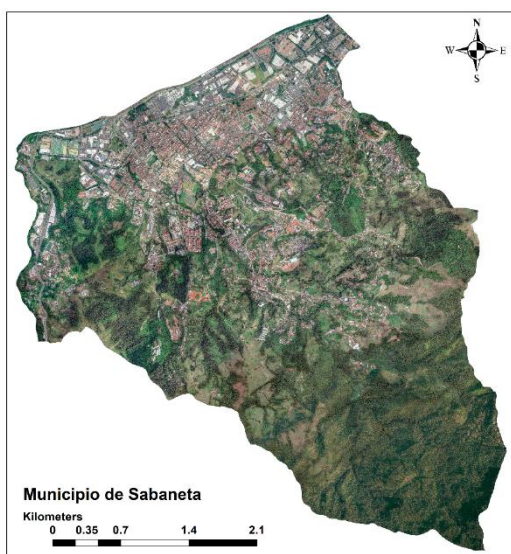 N
W E
S
Municipio de Sabaneta
Kilometers
0 0.35 0.7 1.4 2.1